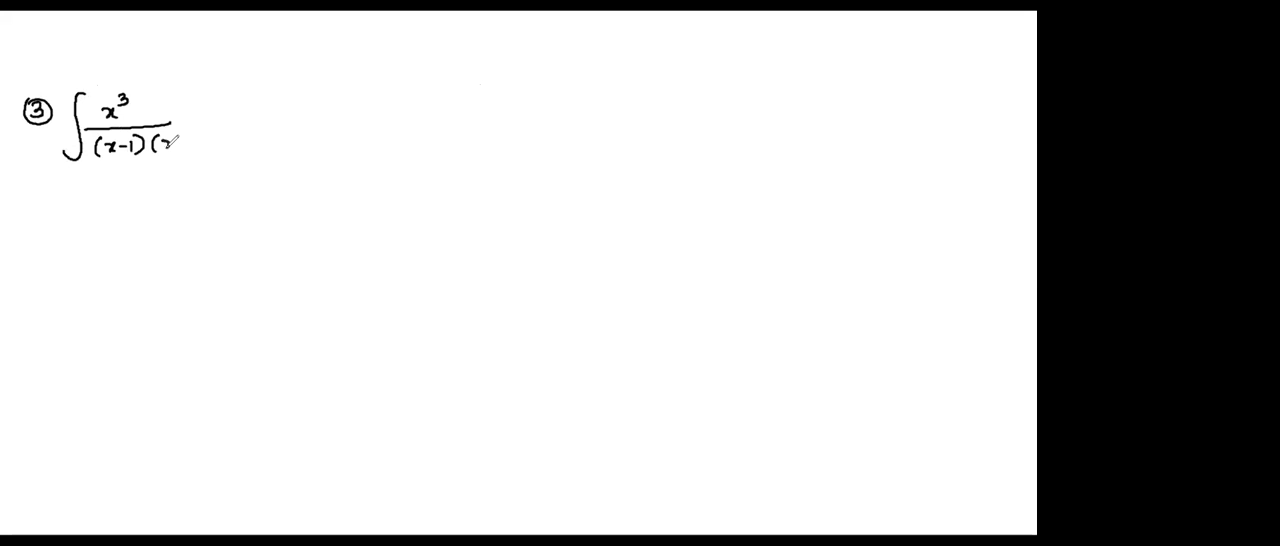 ③ ∫ x³ / (x-1)(x